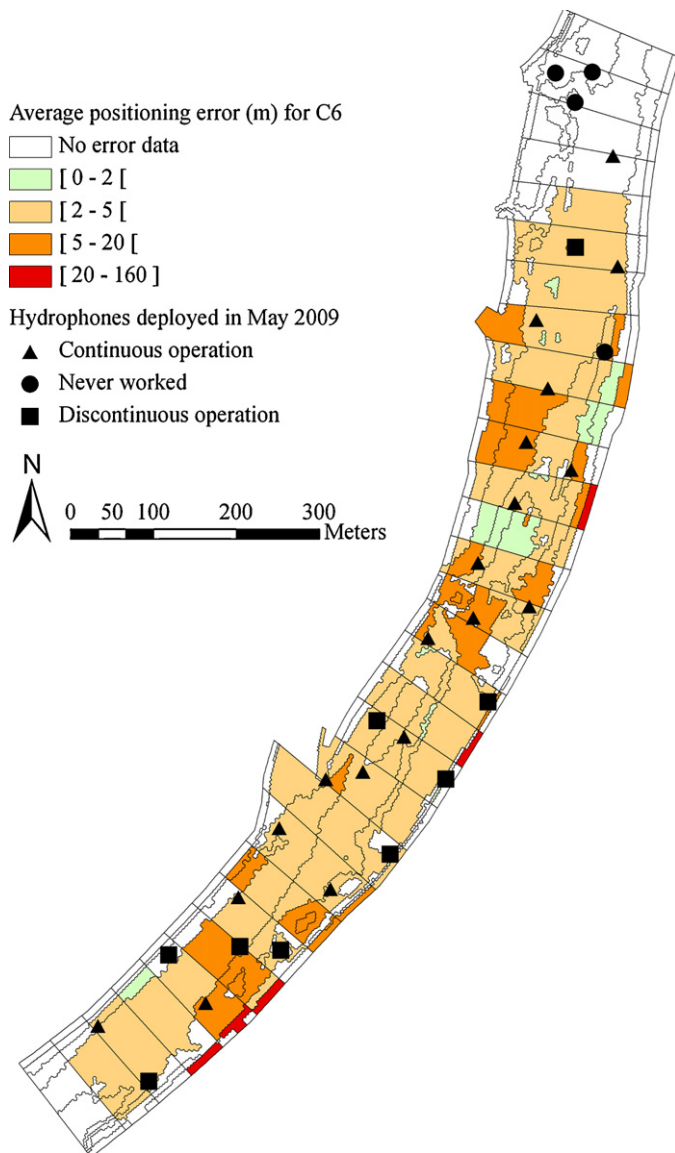 Average positioning error (m) for C6
No error data
[ 0 - 2 [
[ 2 - 5 [
[ 5 - 20 [
[ 20 - 160 ]
Hydrophones deployed in May 2009
Continuous operation
Never worked
Discontinuous operation
N
0 50 100 200 300
Meters